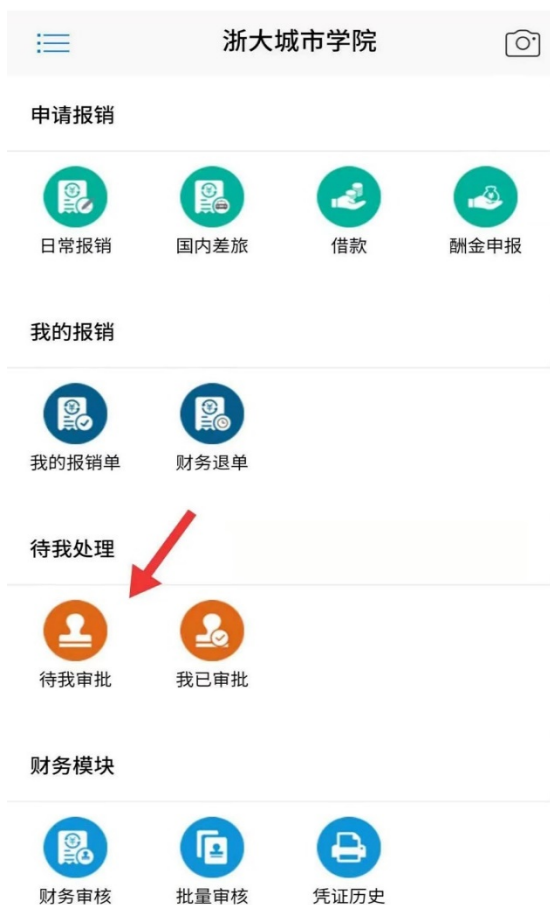 浙大城市学院
申请报销
日常报销 国内差旅 借款 酬金申报
我的报销
我的报销单 财务退单
待我处理
待我审批 我已审批
财务模块
财务审核 批量审核 凭证历史